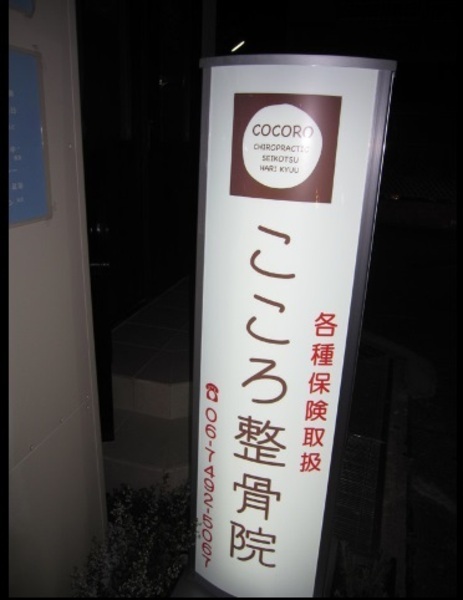 COCORO
CHIROPRACTIC
SEIKOTSU
HARI KYUU
こころ整骨院
各種保険取扱
☎06-7492-5067